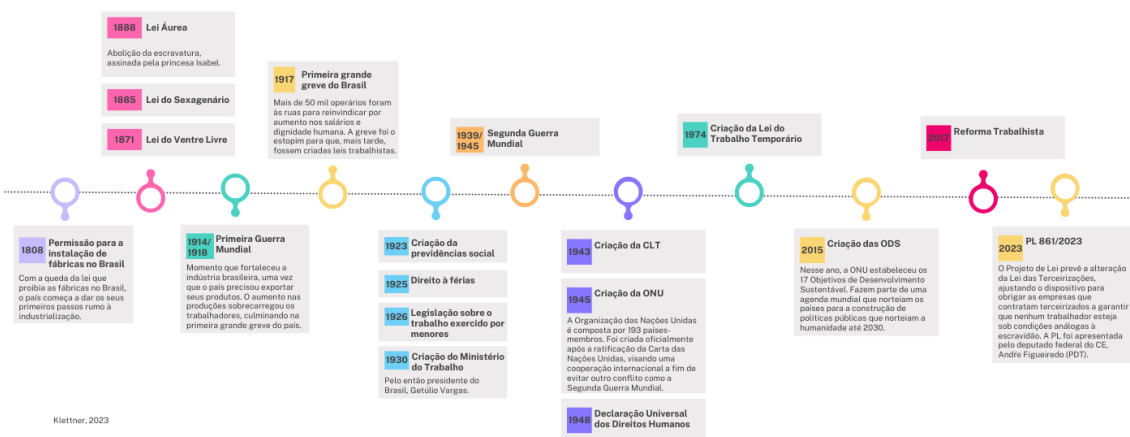 1888 Lei Áurea
Abolição da escravatura,
assinada pela princesa Isabel.
1885 Lei do Sexagenário
1871 Lei do Ventre Livre
1917 Primeira grande
greve do Brasil
Mais de 50 mil operários foram
às ruas para reinvindicar por
aumento nos salários e
dignidade humana. A greve foi o
estopim para que, mais tarde,
fossem criadas leis trabalhistas.
1939/
1945
Segunda Guerra
Mundial
1974
Criação da Lei do
Trabalho Temporário
2017 Reforma Trabalhista
1808
Permissão para a
instalação de
fábricas no Brasil
Com a queda da lei que
proibia as fábricas no Brasil,
o país começa a dar os seus
primeiros passos rumo à
industrialização.
1914/
1918
Primeira Guerra
Mundial
Momento que fortaleceu a
indústria brasileira, uma vez
que o país precisou exportar
seus produtos. O aumento nas
produções sobrecarregou os
trabalhadores, culminando na
primeira grande greve do país.
1923 Criação da
previdências social
1925 Direito à férias
1926 Legislação sobre o
trabalho exercido por
menores
1930 Criação do Ministério
do Trabalho
Pelo então presidente do
Brasil, Getúlio Vargas.
1943 Criação da CLT
1945 Criação da ONU
A Organização das Nações Unidas
é composta por 193 países-
membros. Foi criada oficialmente
após a ratificação da Carta das
Nações Unidas, visando uma
cooperação internacional a fim de
evitar outro conflito como a
Segunda Guerra Mundial.
1948 Declaração Universal
dos Direitos Humanos
2015 Criação das ODS
Nesse ano, a ONU estabeleceu os
17 Objetivos de Desenvolvimento
Sustentável. Fazem parte de uma
agenda mundial que norteiam os
países para a construção de
políticas públicas que norteiam a
humanidade até 2030.
2023 PL 861/2023
O Projeto de Lei prevê a alteração
da Lei das Terceirizações,
ajustando o dispositivo para
obrigar as empresas que
contratam terceirizados a garantir
que nenhum trabalhador esteja
sob condições análogas à
escravidão. A PL foi apresentada
pelo deputado federal do CE,
André Figueiredo (PDT).
Klettner, 2023